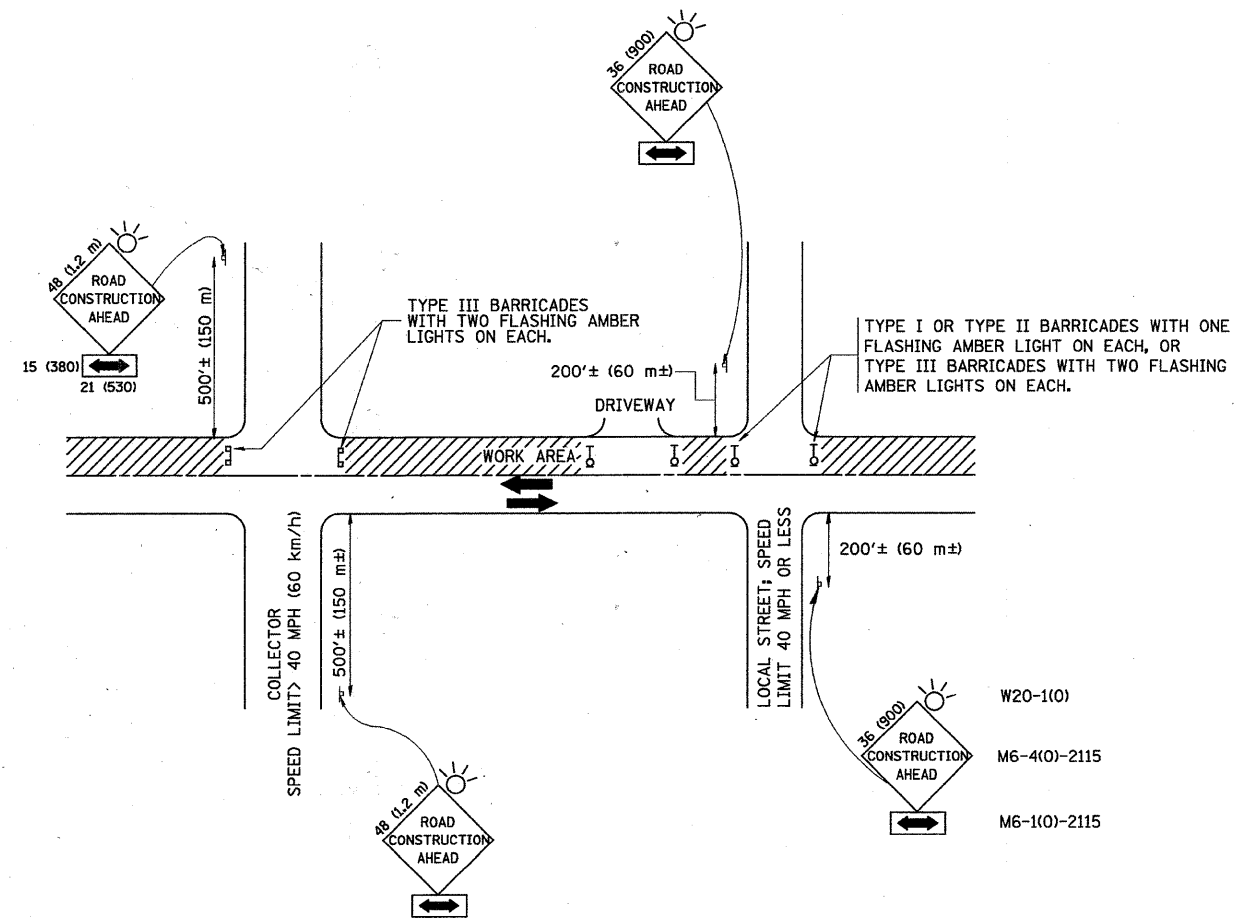 36 (900)
ROAD
CONSTRUCTION
AHEAD
48 (1.2 m)
ROAD
CONSTRUCTION
AHEAD
15 (380)
21 (530)
500'± (150 m)
TYPE III BARRICADES
WITH TWO FLASHING AMBER
LIGHTS ON EACH.
200'± (60 m±)
DRIVEWAY
TYPE I OR TYPE II BARRICADES WITH ONE
FLASHING AMBER LIGHT ON EACH, OR
TYPE III BARRICADES WITH TWO FLASHING
AMBER LIGHTS ON EACH.
WORK AREA
COLLECTOR
SPEED LIMIT> 40 MPH (60 km/h)
500'± (150 m±)
LOCAL STREET; SPEED
LIMIT 40 MPH OR LESS
200'± (60 m±)
48 (1.2 m)
ROAD
CONSTRUCTION
AHEAD
36 (900)
ROAD
CONSTRUCTION
AHEAD
W20-1(O)
M6-4(O)-2115
M6-1(O)-2115